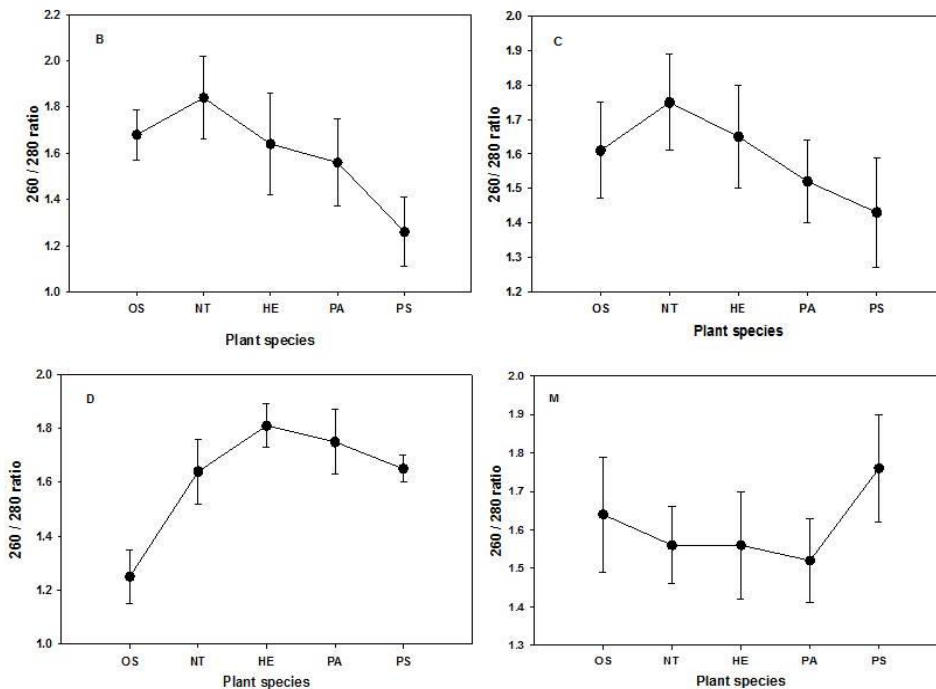 B
2.2
2.0
1.8
1.6
1.4
1.2
1.0
260 / 280 ratio
OS NT HE PA PS
Plant species
C
2.0
1.9
1.8
1.7
1.6
1.5
1.4
1.3
1.2
260 / 280 ratio
OS NT HE PA PS
Plant species
D
2.0
1.8
1.6
1.4
1.2
1.0
260 / 280 ratio
OS NT HE PA PS
Plant species
M
2.0
1.9
1.8
1.7
1.6
1.5
1.4
1.3
260 / 280 ratio
OS NT HE PA PS
Plant species